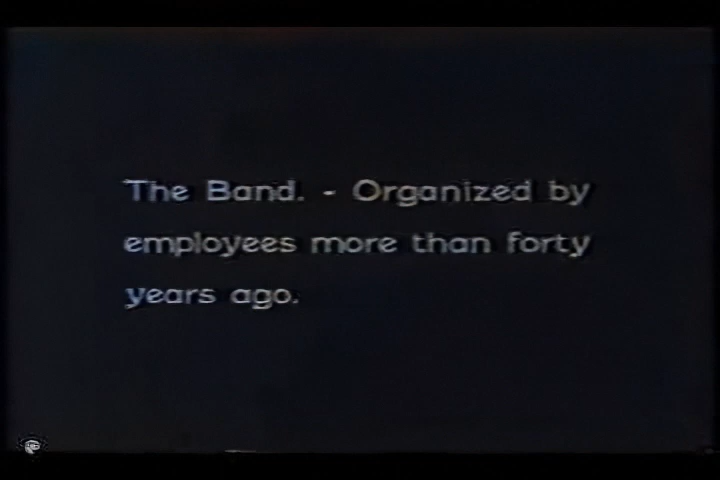 The Band. - Organized by
employees more than forty
years ago.